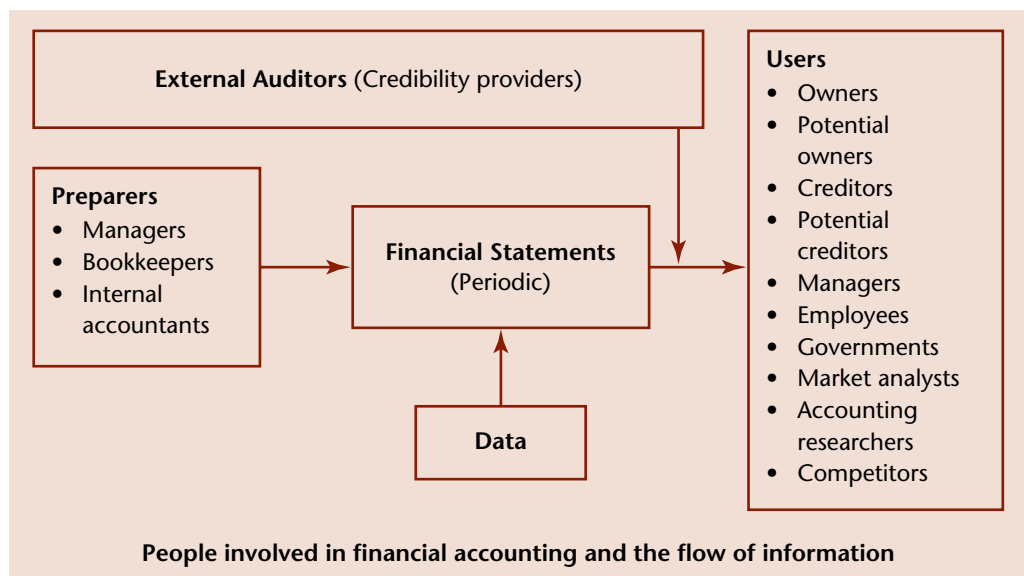 External Auditors (Credibility providers)
Preparers
• Managers
• Bookkeepers
• Internal
accountants
Financial Statements
(Periodic)
Data
Users
• Owners
• Potential
owners
• Creditors
• Potential
creditors
• Managers
• Employees
• Governments
• Market analysts
• Accounting
researchers
• Competitors
People involved in financial accounting and the flow of information